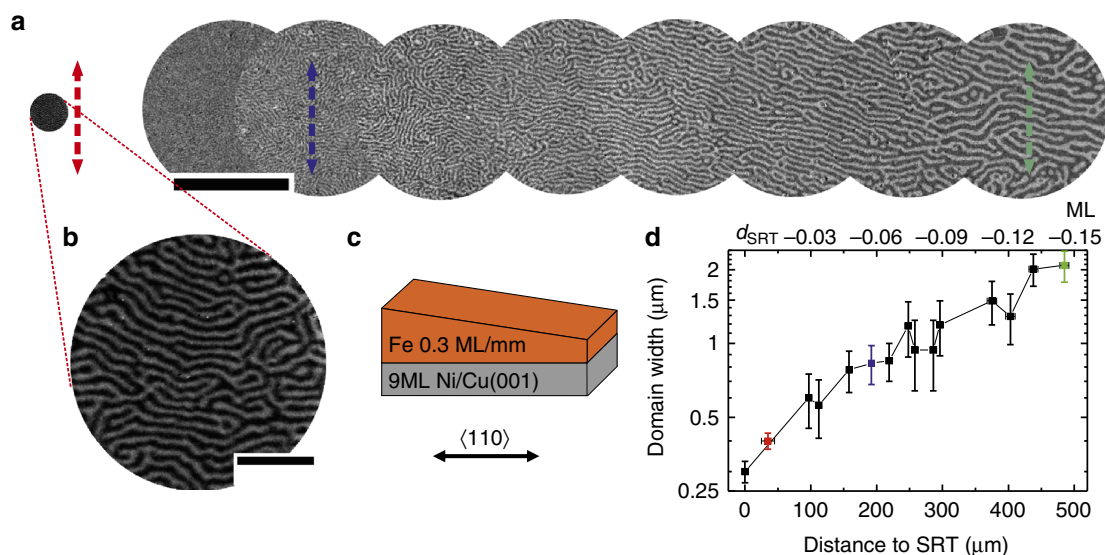 a
b
c
Fe 0.3 ML/mm
9ML Ni/Cu(001)
⟨110⟩
d
ML
dSRT –0.03 –0.06 –0.09 –0.12 –0.15
Domain width (μm)
2
1.5
1
0.5
0.25
0 100 200 300 400 500
Distance to SRT (μm)